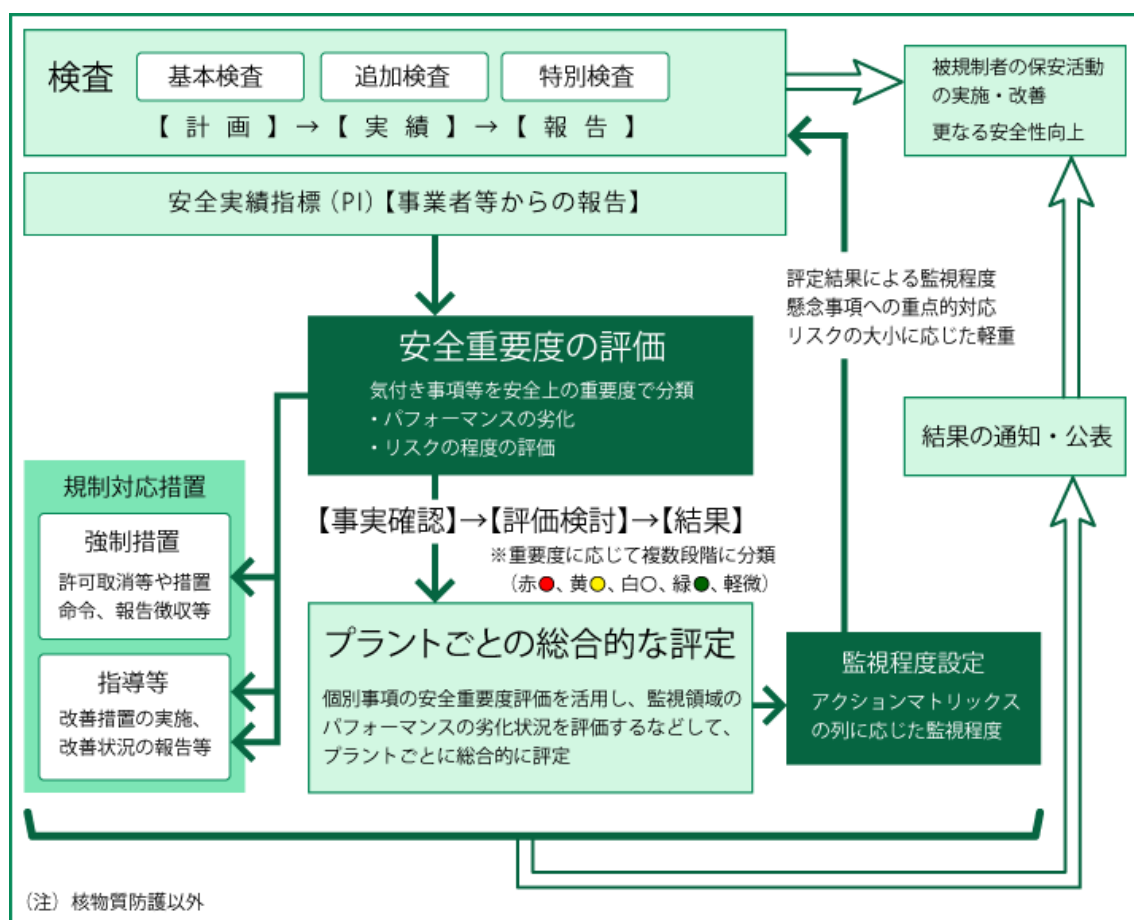 検査
基本検査
追加検査
特別検査
【 計 画 】→【 実 績 】→【 報 告 】
被規制者の保安活動
の実施・改善
更なる安全性向上
安全実績指標(PI)【事業者等からの報告】
評定結果による監視程度
懸念事項への重点的対応
リスクの大小に応じた軽重
安全重要度の評価
気付き事項等を安全上の重要度で分類
・パフォーマンスの劣化
・リスクの程度の評価
結果の通知・公表
規制対応措置
強制措置
許可取消等や措置
命令、報告徴収等
指導等
改善措置の実施、
改善状況の報告等
【事実確認】→【評価検討】→【結果】
※重要度に応じて複数段階に分類
(赤●、黄●、白○、緑●、軽微)
プラントごとの総合的な評定
個別事項の安全重要度評価を活用し、監視領域の
パフォーマンスの劣化状況を評価するなどして、
プラントごとに総合的に評定
監視程度設定
アクションマトリックス
の列に応じた監視程度
(注) 核物質防護以外